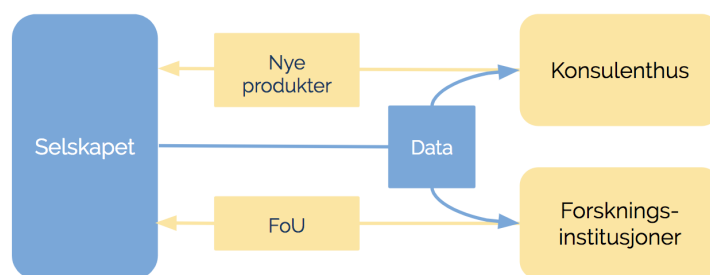 Selskapet
Nye
produkter
Data
FoU
Konsulenthus
Forsknings-
institusjoner